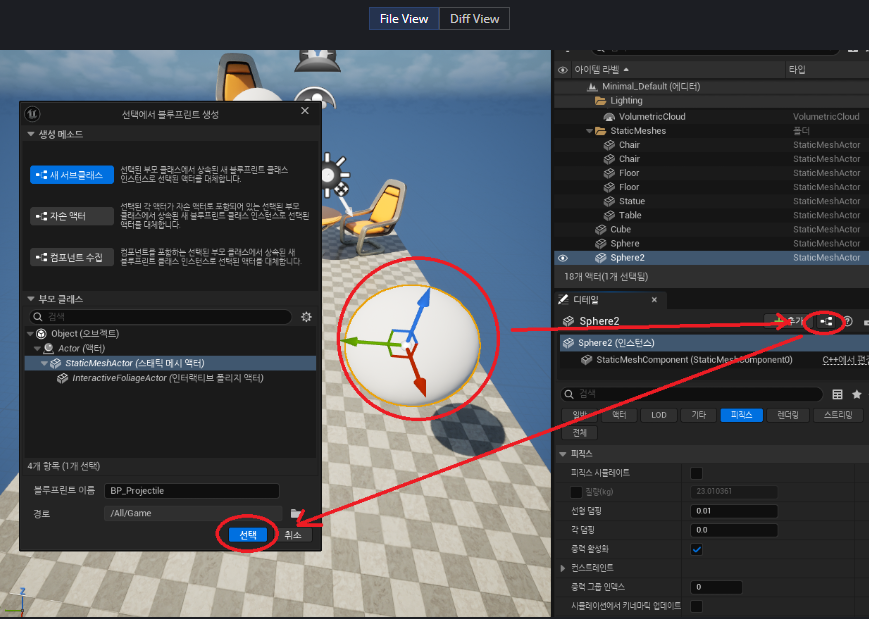 File View
Diff View
선택에서 블루프린트 생성
생성 메소드
새 서브클래스
선택된 부모 클래스에서 상속된 새 블루프린트 클래스
인스턴스로 선택된 액터를 대체합니다.
자손 액터
선택된 각 액터가 자손 액터로 포함되어 있는 선택된 부모
클래스에서 상속된 새 블루프린트 클래스 인스턴스로 선택된
액터를 대체합니다.
컴포넌트 수집
컴포넌트를 포함하는 선택된 부모 클래스에서 상속된 새
블루프린트 클래스 인스턴스로 선택된 액터를 대체합니다.
부모 클래스
검색
Object (오브젝트)
Actor (액터)
StaticMeshActor (스태틱 메시 액터)
InteractiveFoliageActor (인터랙티브 폴리지 액터)
4개 항목 (1개 선택)
블루프린트 이름 BP_Projectile
경로 /All/Game
선택 취소
Z
아이템 라벨 타입
Minimal_Default (에디터)
Lighting
VolumetricCloud VolumetricCloud
StaticMeshes 폴더
Chair StaticMeshActor
Chair StaticMeshActor
Floor StaticMeshActor
Floor StaticMeshActor
Statue StaticMeshActor
Table StaticMeshActor
Cube StaticMeshActor
Sphere StaticMeshActor
Sphere2 StaticMeshActor
18개 액터(1개 선택됨)
디테일
Sphere2 추가
Sphere2 (인스턴스)
StaticMeshComponent (StaticMeshComponent0) C++에서 편집
검색
일반 액터 LOD 기타 피직스 렌더링 스트리밍
전체
피직스
피직스 시뮬레이트
질량(kg) 23.010361
선형 댐핑 0.01
각 댐핑 0.0
중력 활성화
컨스트레인트
중력 그룹 인덱스 0
시뮬레이션에서 키네마틱 업데이트